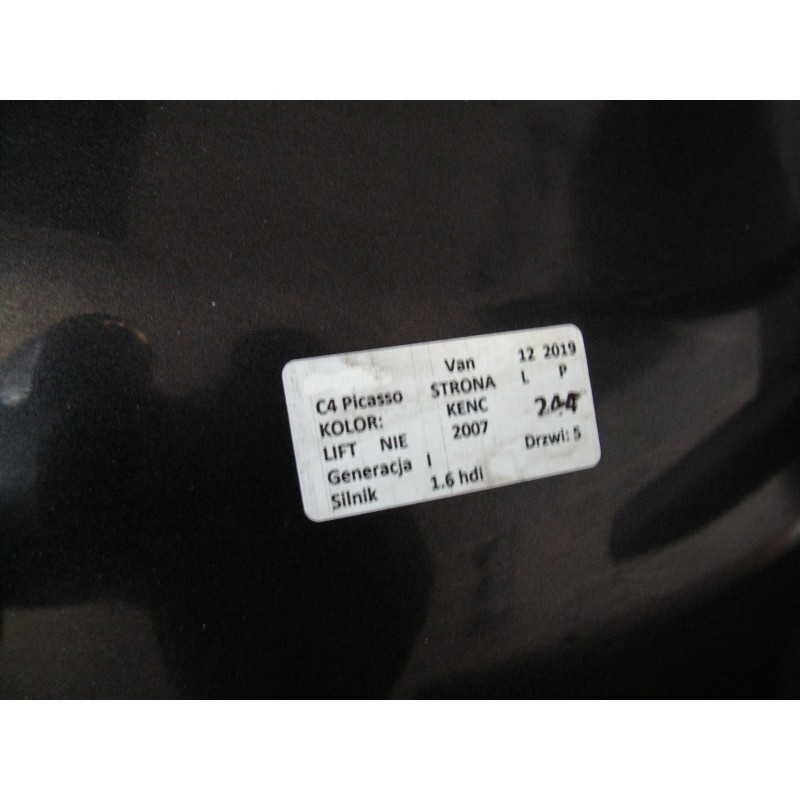 C4 Picasso Van 12 2019
KOLOR: STRONA L P
LIFT NIE KENC 244
Generacja I 2007 Drzwi: 5
Silnik 1.6 hdi